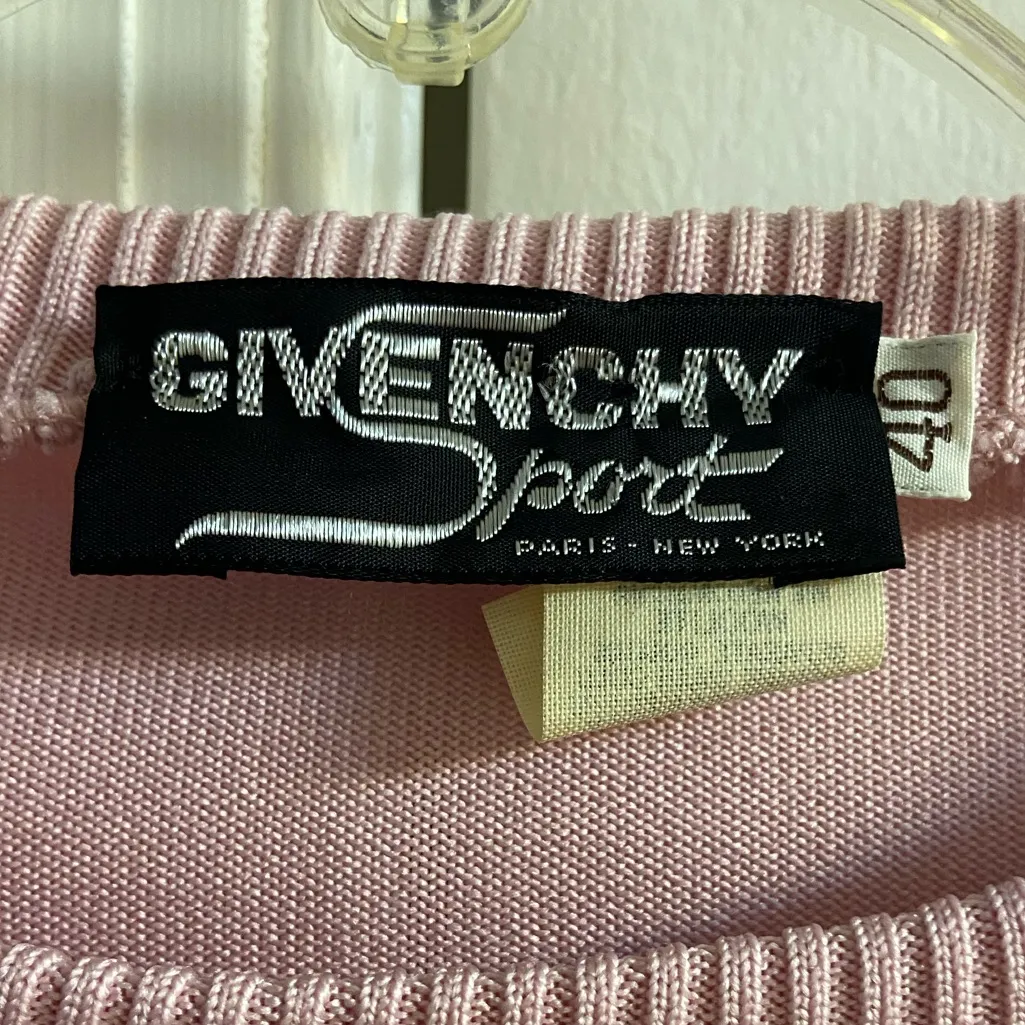 GIVENCHY
Sport
PARIS - NEW YORK
40